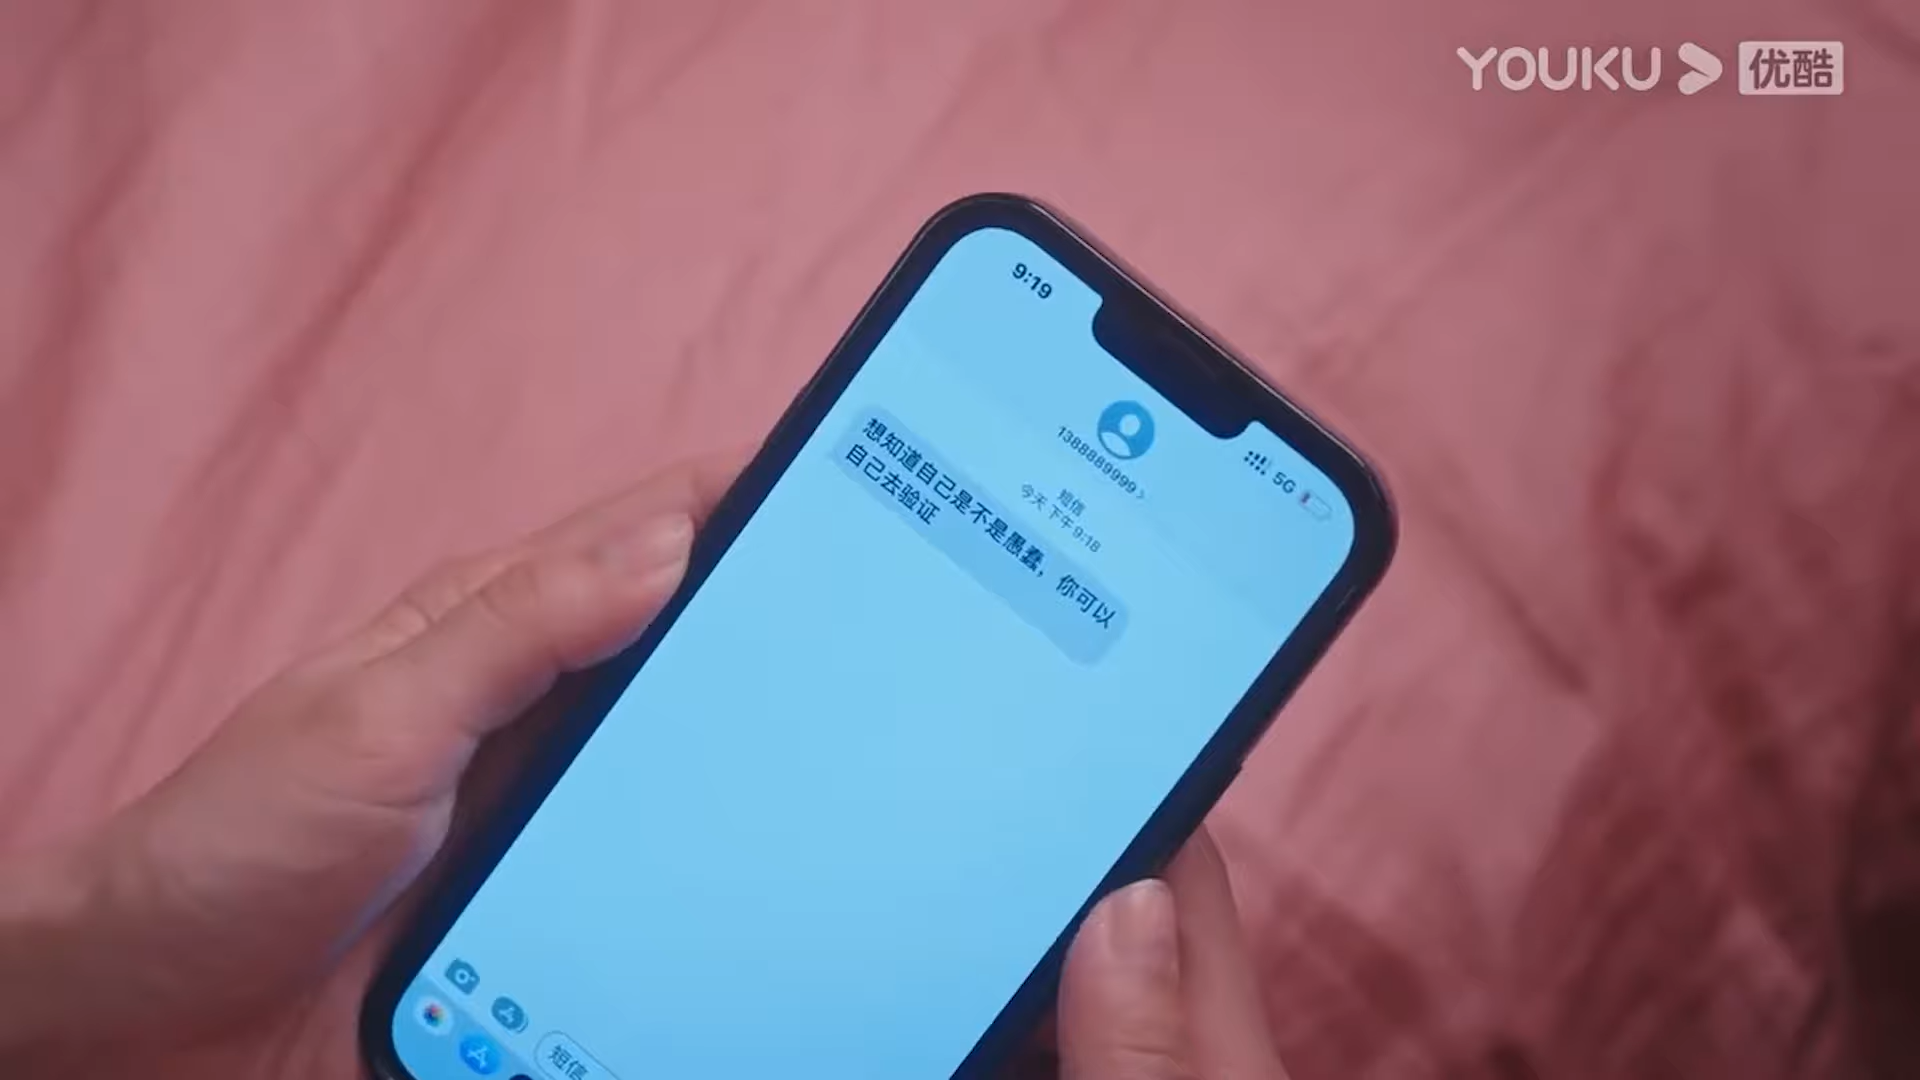 YOUKU 优酷
9:19
5G
1388889999
短信
今天 下午 9:18
想知道自己是不是愚蠢，你可以
自己去验证
短信